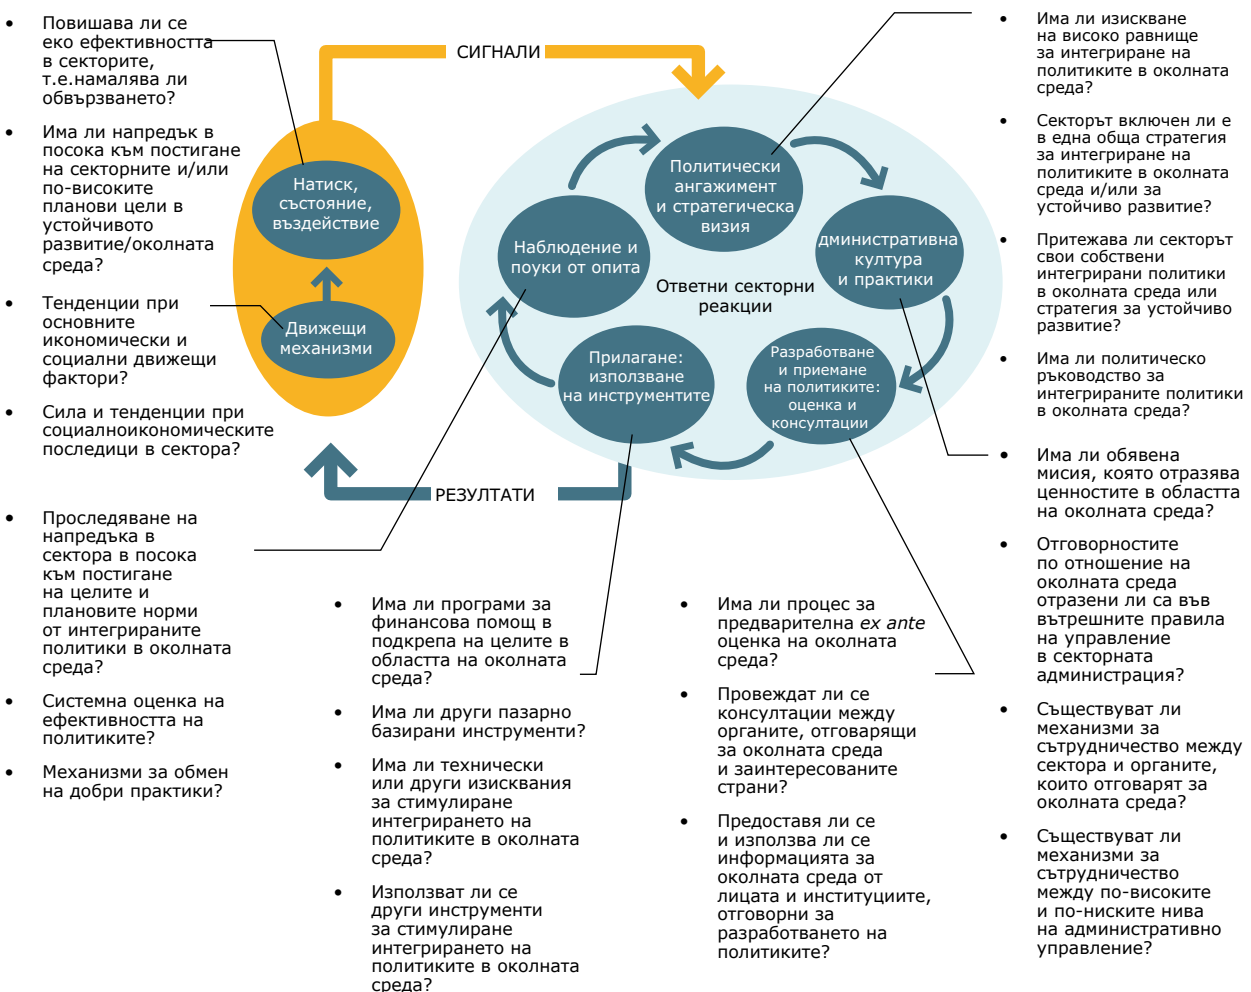 • Повишава ли се
еко ефективността
в секторите,
т.е.намалява ли
обвързването?
• Има ли напредък в
посока към постигане
на секторните и/или
по-високите
планови цели в
устойчивото
развитие/околната
среда?
• Тенденции при
основните
икономически и
социални движещи
фактори?
• Сила и тенденции при
социалноикономическите
последици в сектора?
• Проследяване на
напредъка в
сектора в посока
към постигане
на целите и
плановите норми
от интегрираните
политики в околната
среда?
• Системна оценка на
ефективността на
политиките?
• Механизми за обмен
на добри практики?
СИГНАЛИ
Натиск,
състояние,
въздействие
Движещи
механизми
Политически
ангажимент
и стратегическа
визия
дминистративна
култура
и практики
Разработване
и приемане
на политиките:
оценка и
консултации
Прилагане:
използване
на инструментите
Наблюдение и
поуки от опита
Ответни секторни
реакции
РЕЗУЛТАТИ
• Има ли програми за
финансова помощ в
подкрепа на целите в
областта на околната
среда?
• Има ли други пазарно
базирани инструменти?
• Има ли технически
или други изисквания
за стимулиране
интегрирането на
политиките в околната
среда?
• Използват ли се
други инструменти
за стимулиране
интегрирането на
политиките в околната
среда?
• Има ли процес за
предварителна ex ante
оценка на околната
среда?
• Провеждат ли се
консултации между
органите, отговарящи
за околната среда
и заинтересованите
страни?
• Предоставя ли се
и използва ли се
информацията за
околната среда от
лицата и институциите,
отговорни за
разработването на
политиките?
• Има ли изискване
на високо равнище
за интегриране на
политиките в околната
среда?
• Секторът включен ли е
в една обща стратегия
за интегриране на
политиките в околната
среда и/или за
устойчиво развитие?
• Притежава ли секторът
свои собствени
интегрирани политики
в околната среда или
стратегия за устойчиво
развитие?
• Има ли политическо
ръководство за
интегрираните политики
в околната среда?
• Има ли обявена
мисия, която отразява
ценностите в областта
на околната среда?
• Отговорностите
по отношение на
околната среда
отразени ли са във
вътрешните правила
на управление
в секторната
администрация?
• Съществуват ли
механизми за
сътрудничество между
сектора и органите,
които отговарят за
околната среда?
• Съществуват ли
механизми за
сътрудничество
между по-високите
и по-ниските нива
на административно
управление?